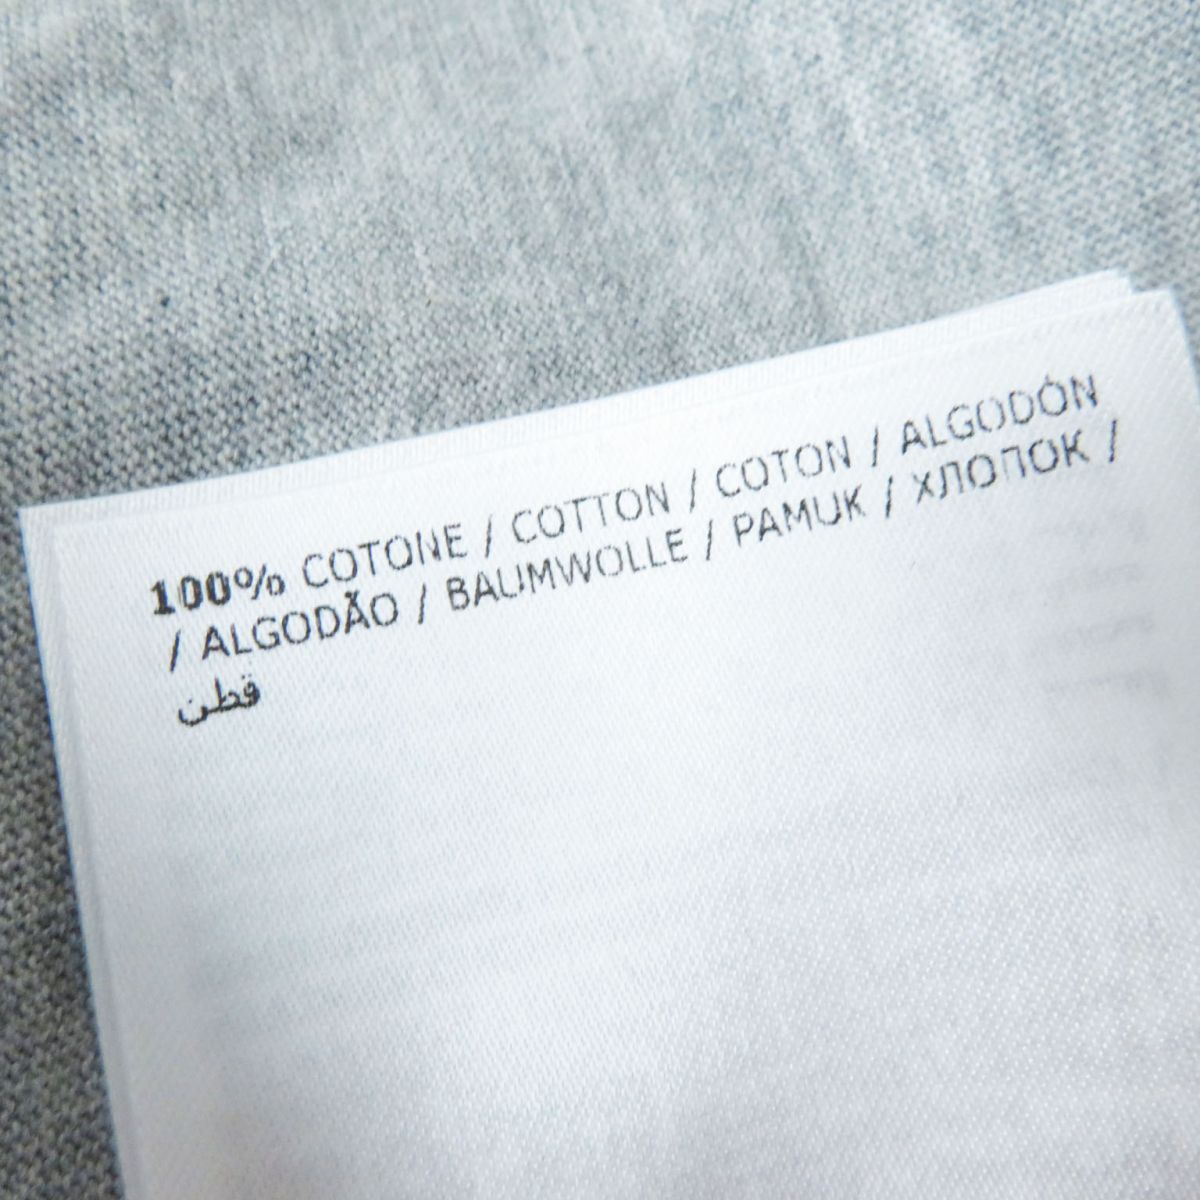 100% COTONE / COTTON / COTON / ALGODÓN
/ ALGODÃO / BAUMWOLLE / PAMUK / ХЛОПОК /
قطن